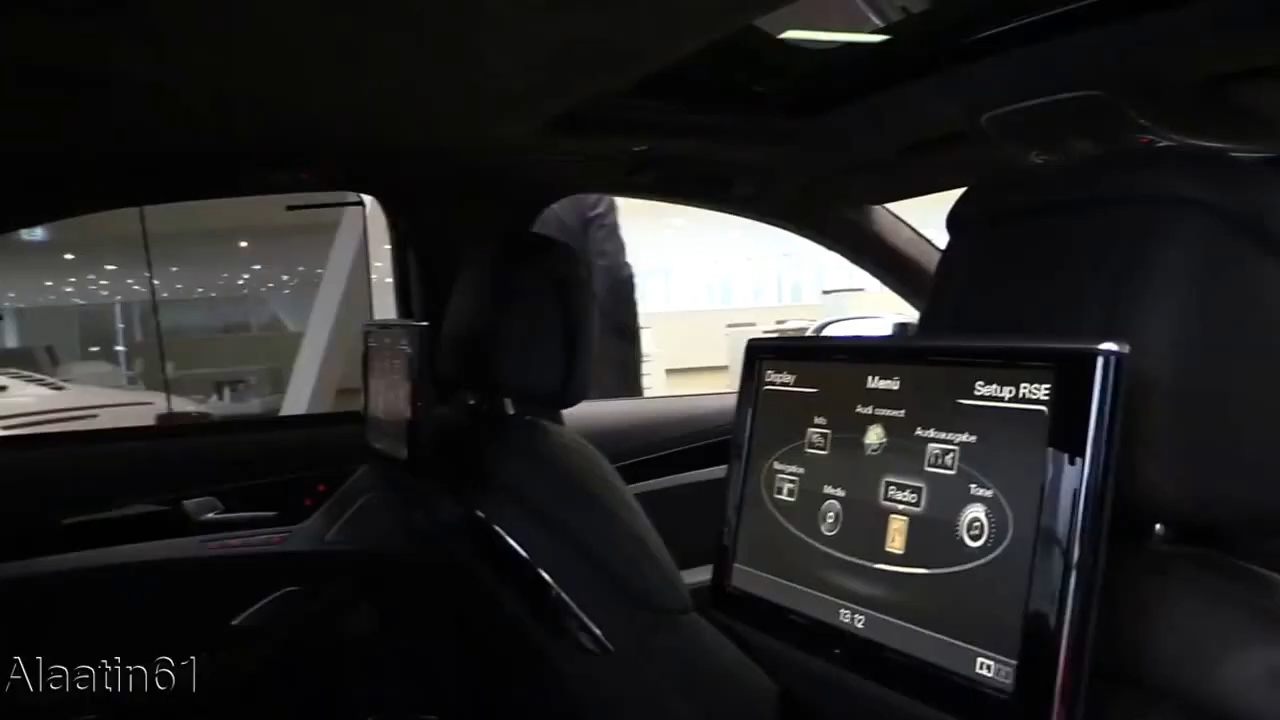 Display
Menü
Setup RSE
Audi connect
Info
Audioausgabe
Navigation
Media
Radio
Tone
13:12
Alaatin61